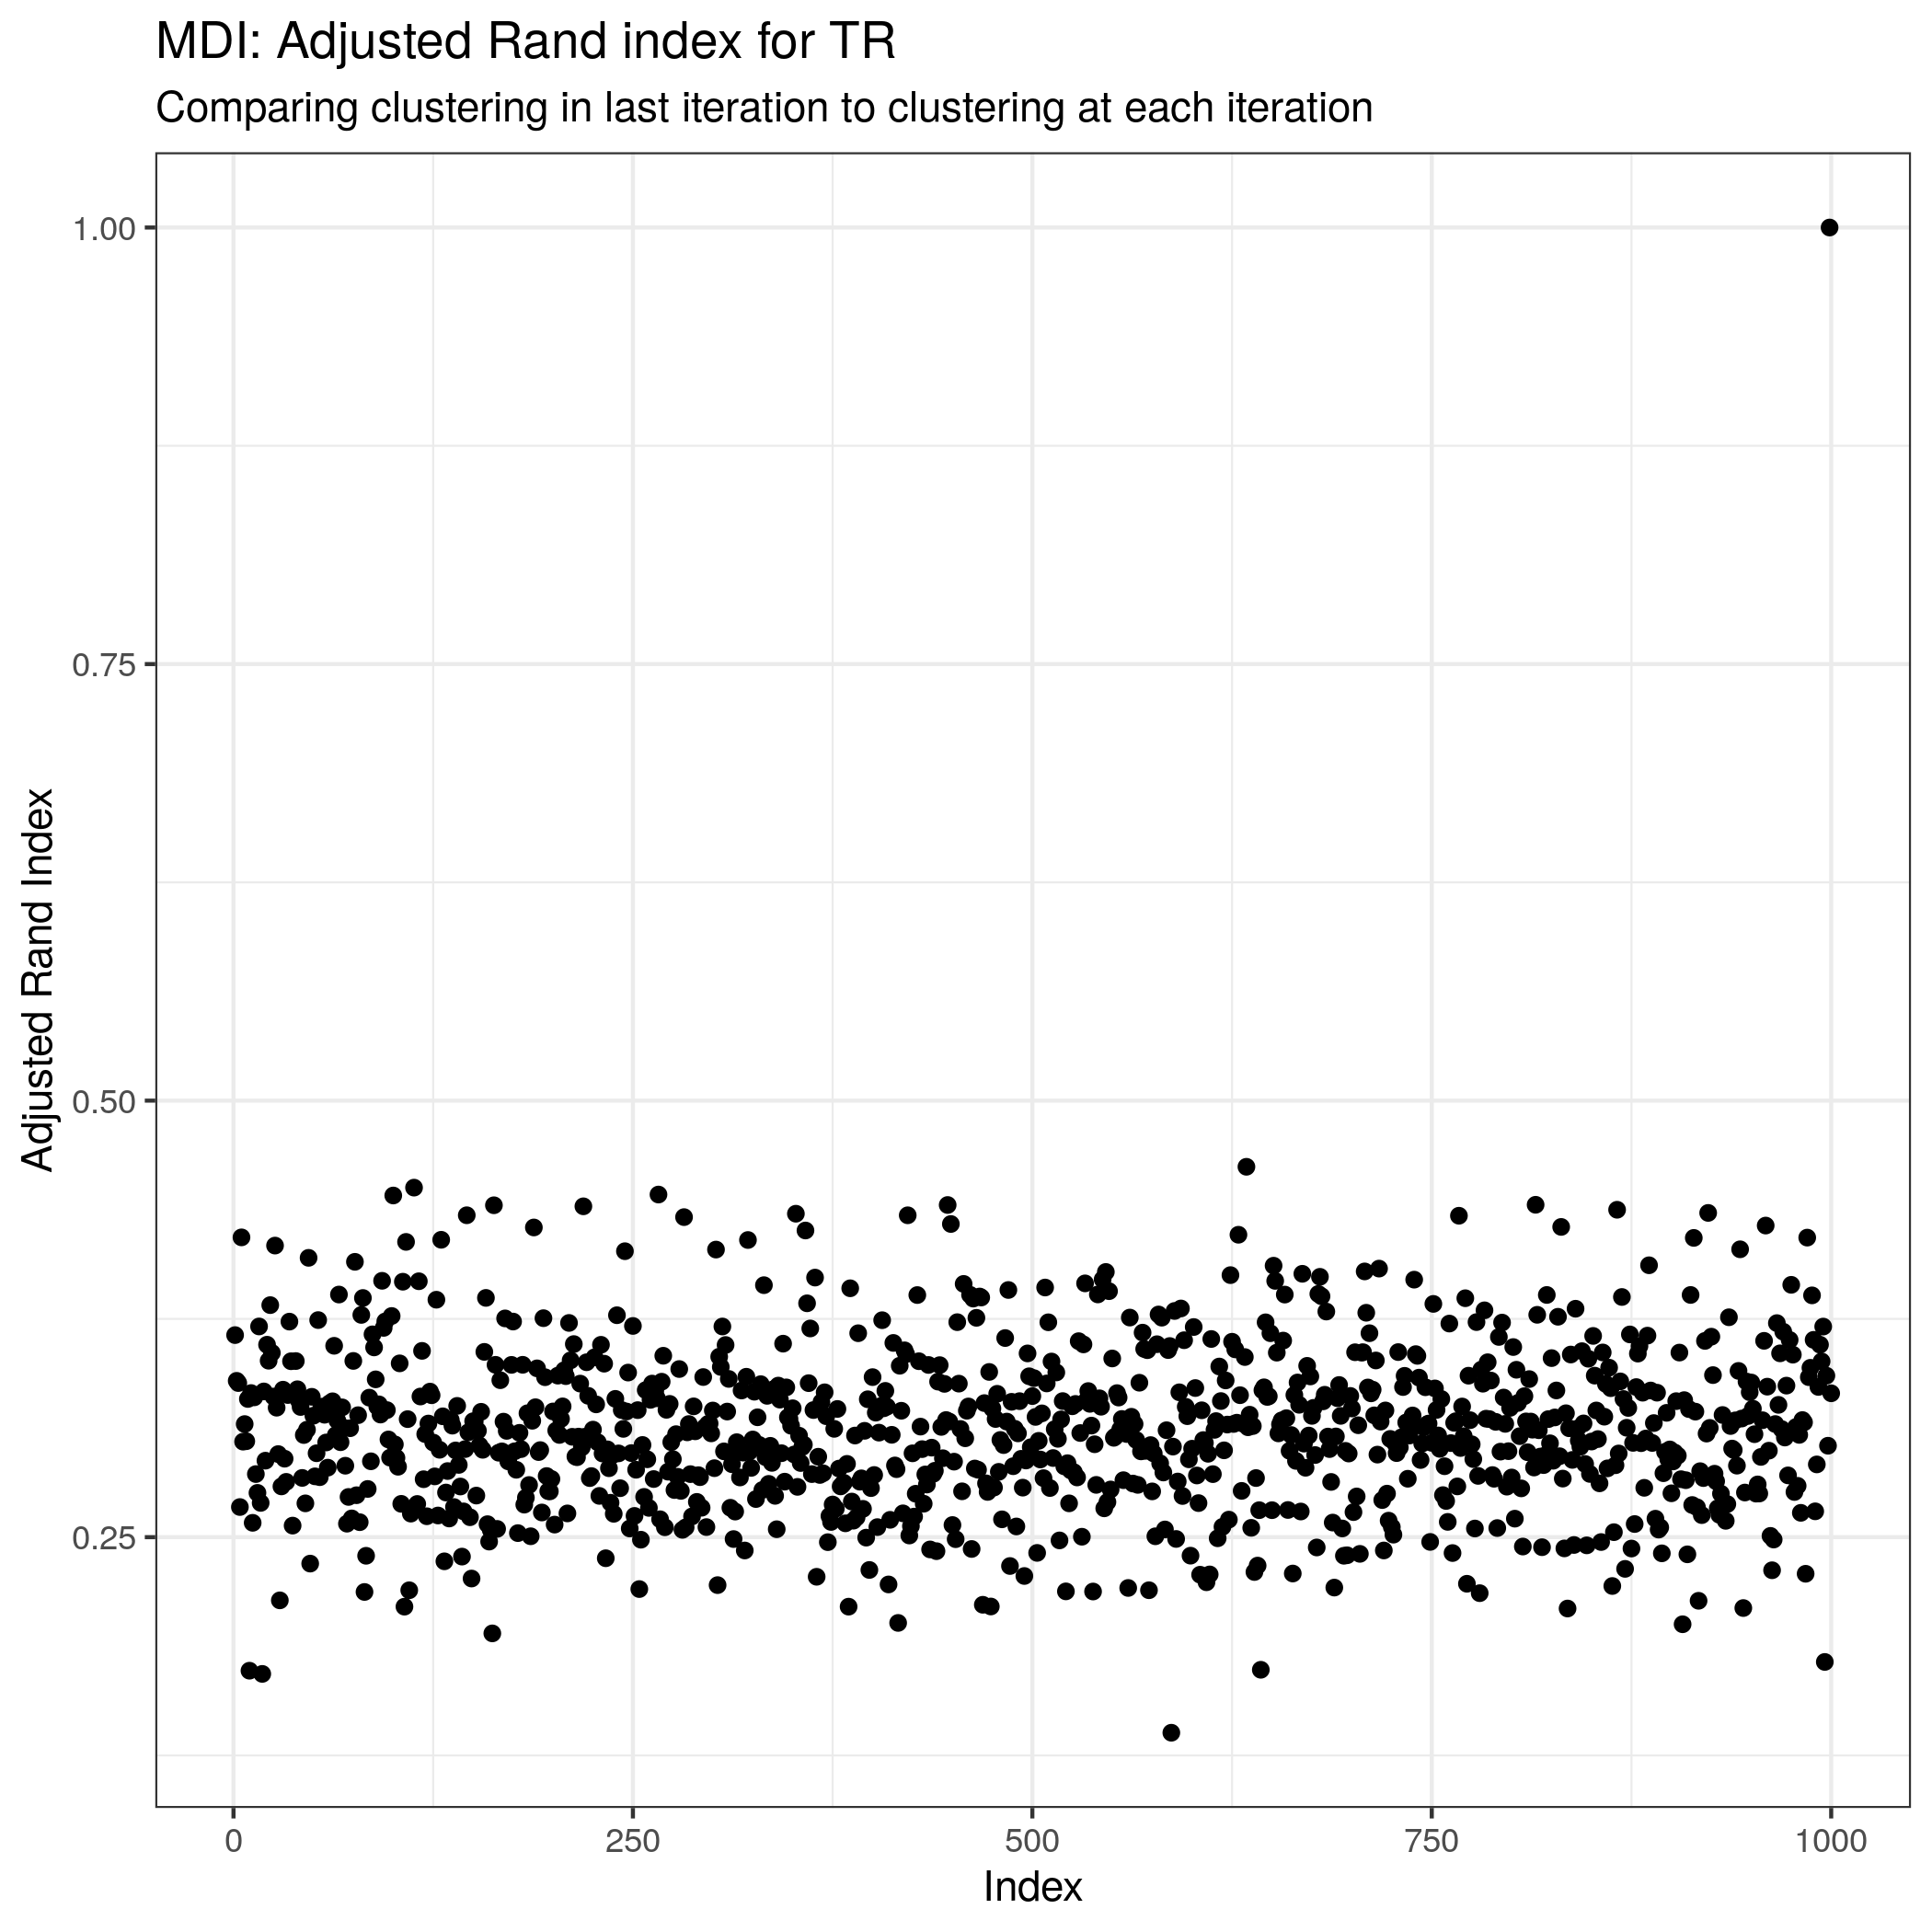 MDI: Adjusted Rand index for TR
Comparing clustering in last iteration to clustering at each iteration
Adjusted Rand Index
1.00
0.75
0.50
0.25
0 250 500 750 1000
Index